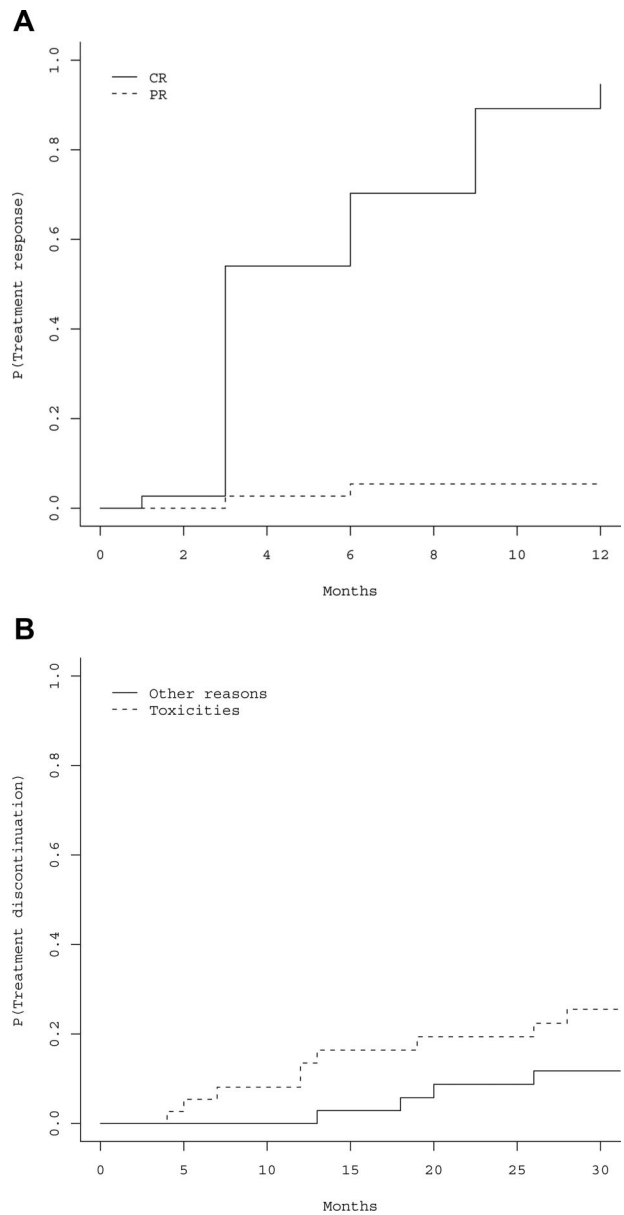 A
CR
PR
P(Treatment response)
0.0 0.2 0.4 0.6 0.8 1.0
0 2 4 6 8 10 12
Months
B
Other reasons
Toxicities
P(Treatment discontinuation)
0.0 0.2 0.4 0.6 0.8 1.0
0 5 10 15 20 25 30
Months